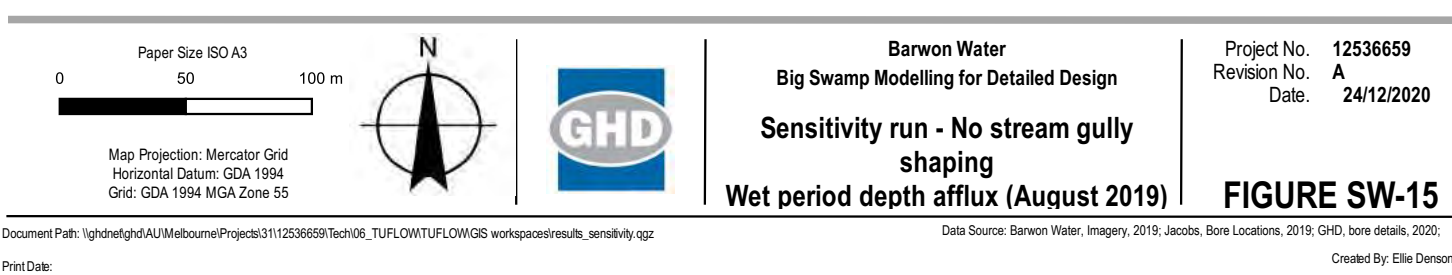 Paper Size ISO A3
0 50 100 m
Map Projection: Mercator Grid
Horizontal Datum: GDA 1994
Grid: GDA 1994 MGA Zone 55
N
GHD
Barwon Water
Big Swamp Modelling for Detailed Design
Sensitivity run - No stream gully
shaping
Wet period depth afflux (August 2019)
Project No. 12536659
Revision No. A
Date. 24/12/2020
FIGURE SW-15
Document Path: \\ghdnet\ghd\AU\Melbourne\Projects\31\12536659\Tech\06_TUFLOW\TUFLOW\GIS workspaces\results_sensitivity.qgz
Data Source: Barwon Water, Imagery, 2019; Jacobs, Bore Locations, 2019; GHD, bore details, 2020;
Print Date:
Created By: Ellie Denson